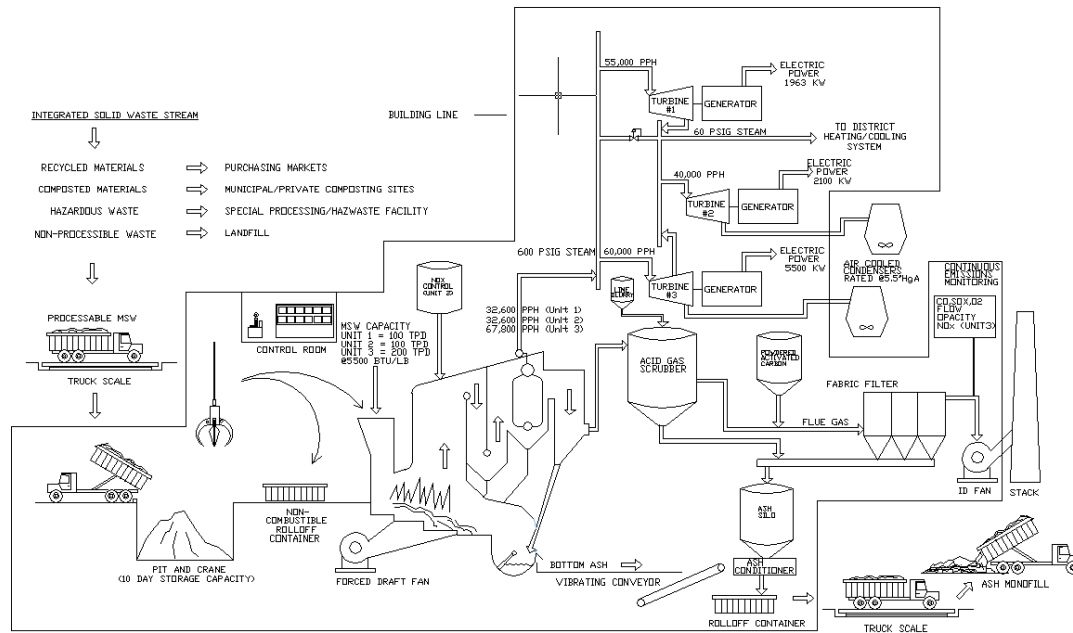 INTEGRATED SOLID WASTE STREAM
RECYCLED MATERIALS
PURCHASING MARKETS
COMPOSTED MATERIALS
MUNICIPAL/PRIVATE COMPOSTING SITES
HAZARDOUS WASTE
SPECIAL PROCESSING/HAZWASTE FACILITY
NON-PROCESSIBLE WASTE
LANDFILL
PROCESSABLE MSW
TRUCK SCALE
BUILDING LINE
CONTROL ROOM
MSW CAPACITY
UNIT 1 = 100 TPD
UNIT 2 = 100 TPD
UNIT 3 = 200 TPD
@5500 BTU/LB
NOX
CONTROL
(UNIT 2)
600 PSIG STEAM
32,600 PPH (Unit 1)
32,600 PPH (Unit 2)
67,800 PPH (Unit 3)
55,000 PPH
TURBINE
#1
GENERATOR
ELECTRIC
POWER
1963 KW
60 PSIG STEAM
TO DISTRICT
HEATING/COOLING
SYSTEM
40,000 PPH
TURBINE
#2
GENERATOR
ELECTRIC
POWER
2100 KW
60,000 PPH
TURBINE
#3
GENERATOR
ELECTRIC
POWER
5500 KW
AIR COOLED
CONDENSERS
RATED @5.5"HgA
CONTINUOUS
EMISSIONS
MONITORING
CO,SOX,O2
FLOW
OPACITY
NOx (UNIT3)
LIME
SLURRY
ACID GAS
SCRUBBER
POWDERED
ACTIVATED
CARBON
FABRIC FILTER
FLUE GAS
ID FAN
STACK
NON-
COMBUSTIBLE
ROLLOFF
CONTAINER
PIT AND CRANE
(10 DAY STORAGE CAPACITY)
FORCED DRAFT FAN
BOTTOM ASH
VIBRATING CONVEYOR
ASH
SILO
ASH
CONDITIONER
ROLLOFF CONTAINER
TRUCK SCALE
ASH MONOFILL